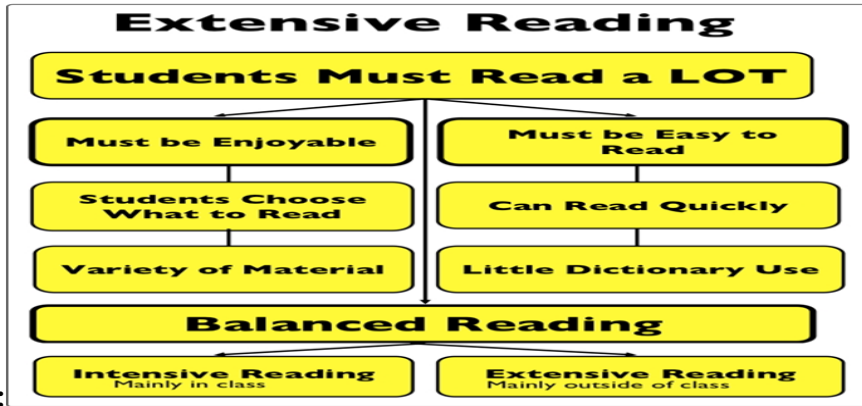 Extensive Reading
Students Must Read a LOT
Must be Enjoyable
Must be Easy to
Read
Students Choose
What to Read
Can Read Quickly
Variety of Material
Little Dictionary Use
Balanced Reading
Intensive Reading
Mainly in class
Extensive Reading
Mainly outside of class
: